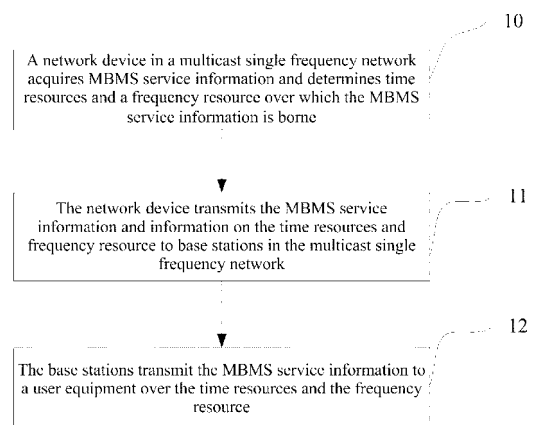 10
A network device in a multicast single frequency network
acquires MBMS service information and determines time
resources and a frequency resource over which the MBMS
service information is borne
11
The network device transmits the MBMS service
information and information on the time resources and
frequency resource to base stations in the multicast single
frequency network
12
The base stations transmit the MBMS service information to
a user equipment over the time resources and the frequency
resource